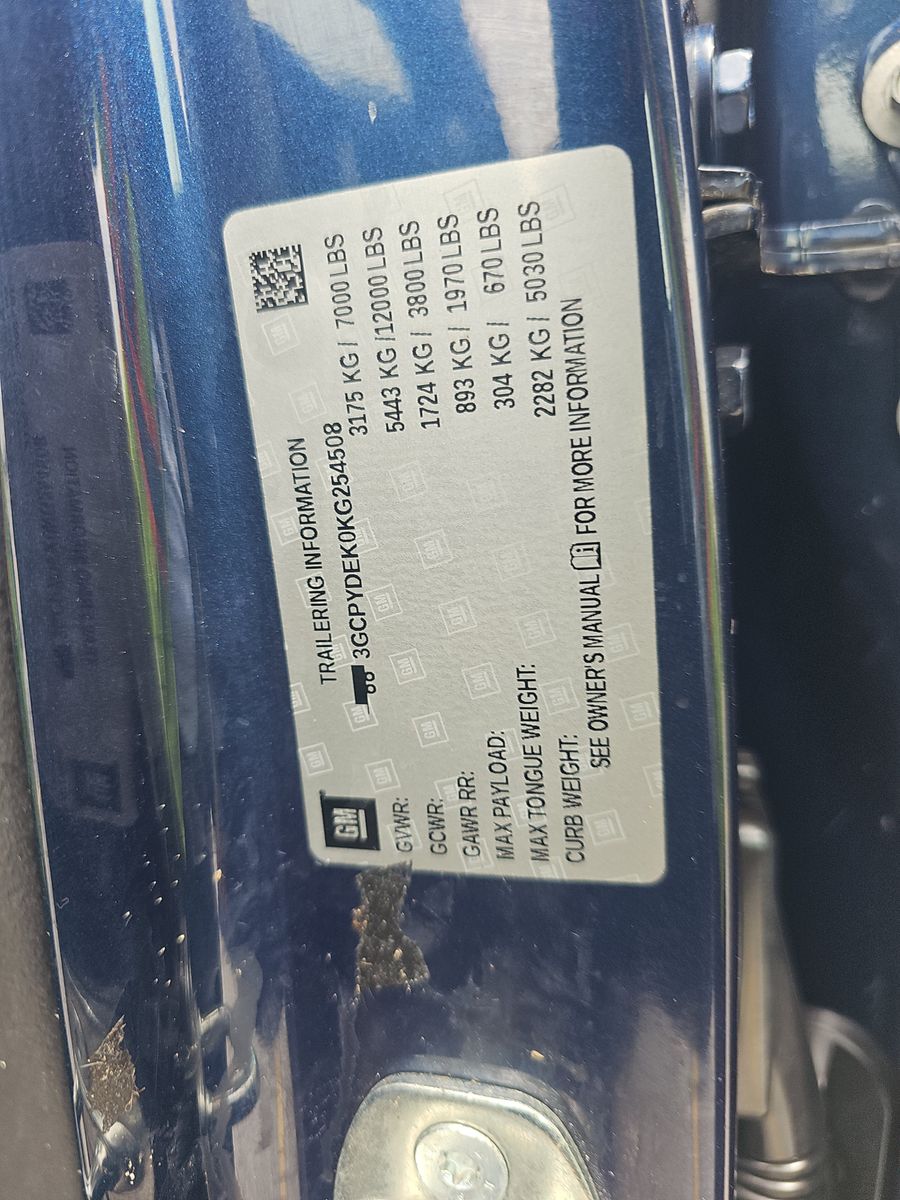 GM
TRAILERING INFORMATION
3GCPYDEK0KG254508
GVWR: 3175 KG / 7000 LBS
GCWR: 5443 KG / 12000 LBS
GAWR RR: 1724 KG / 3800 LBS
MAX PAYLOAD: 893 KG / 1970 LBS
MAX TONGUE WEIGHT: 304 KG / 670 LBS
CURB WEIGHT: 2282 KG / 5030 LBS
SEE OWNER'S MANUAL FOR MORE INFORMATION